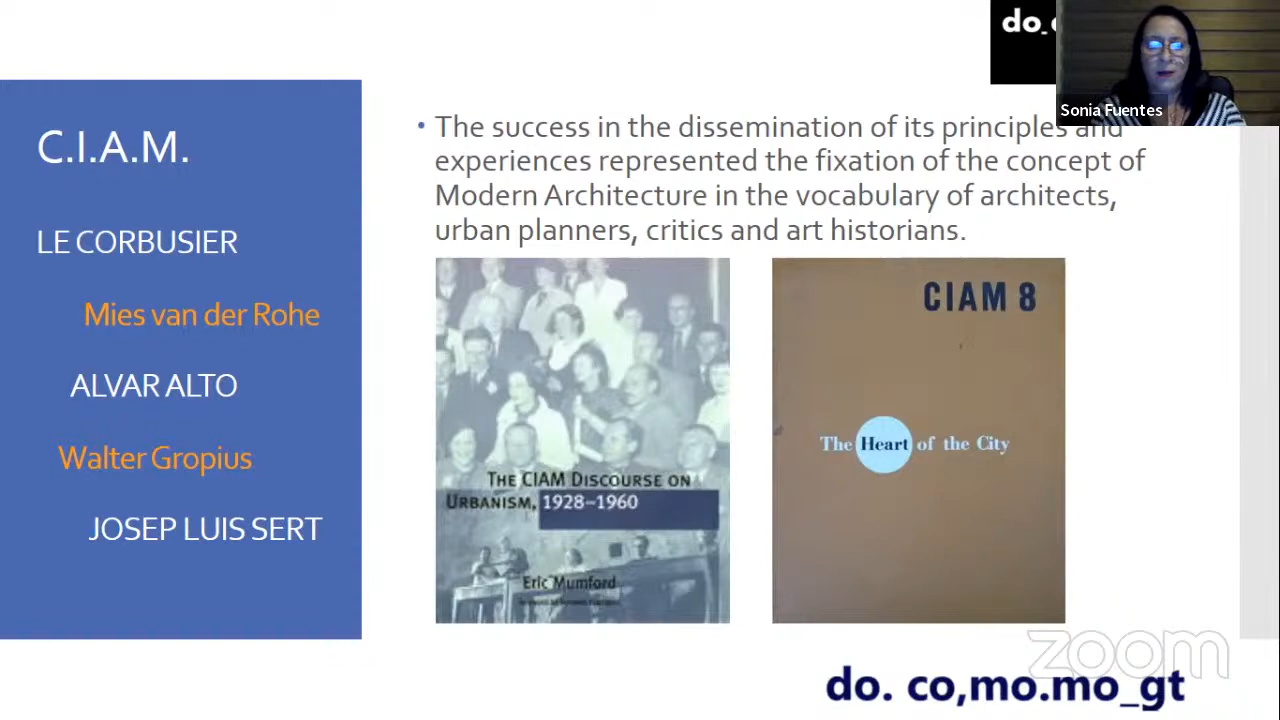 do_
Sonia Fuentes
C.I.A.M.
LE CORBUSIER
Mies van der Rohe
ALVAR ALTO
Walter Gropius
JOSEP LUIS SERT
• The success in the dissemination of its principles and
experiences represented the fixation of the concept of
Modern Architecture in the vocabulary of architects,
urban planners, critics and art historians.
THE CIAM DISCOURSE ON
URBANISM, 1928–1960
Eric Mumford
CIAM 8
The Heart of the City
zoom
do. co,mo.mo_gt